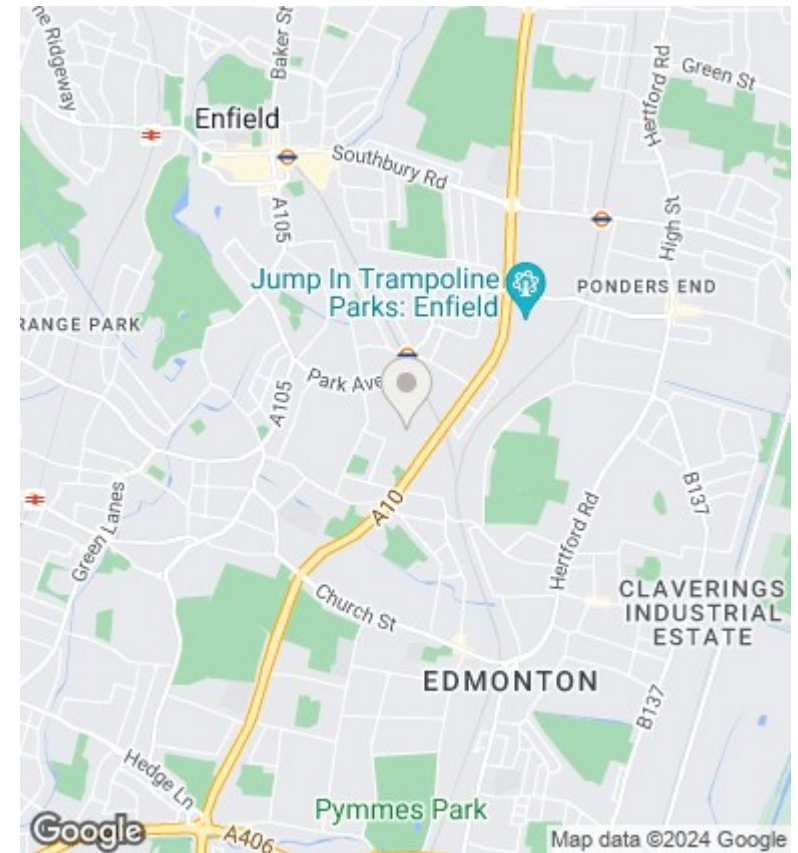 ne Ridgeway
Baker St
Enfield
Southbury Rd
A105
Green St
Hertford Rd
High St
Jump In Trampoline
Parks: Enfield
PONDERS END
RANGE PARK
Park Ave
A105
B137
Green Lanes
A10
Hertford Rd
Church St
CLAVERINGS
INDUSTRIAL
ESTATE
EDMONTON
B137
Hedge Ln
Pymmes Park
A406
Google
Map data ©2024 Google